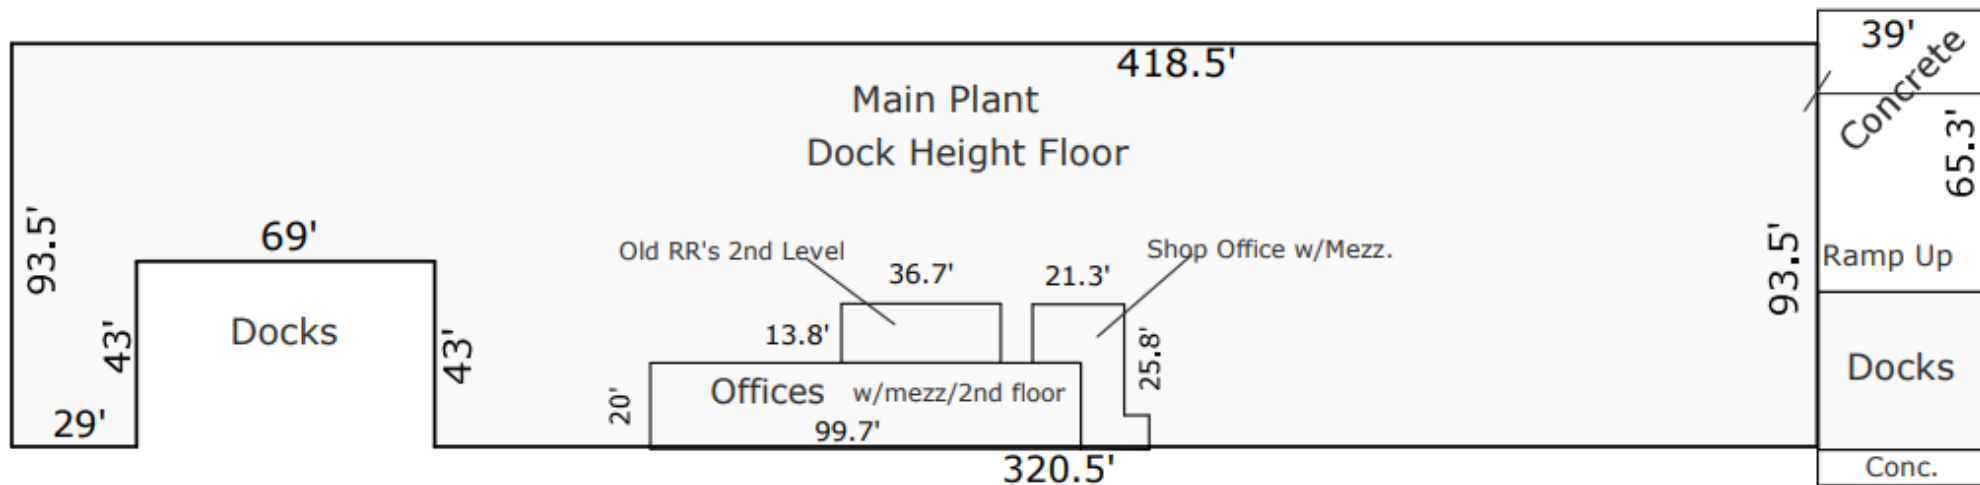 39'
418.5'
Concrete
Main Plant
Dock Height Floor
65.3'
93.5'
69'
Old RR's 2nd Level
Shop Office w/Mezz.
93.5'
Ramp Up
36.7'
21.3'
43'
Docks
43'
13.8'
25.8'
Docks
20'
Offices w/mezz/2nd floor
29'
99.7'
320.5'
Conc.